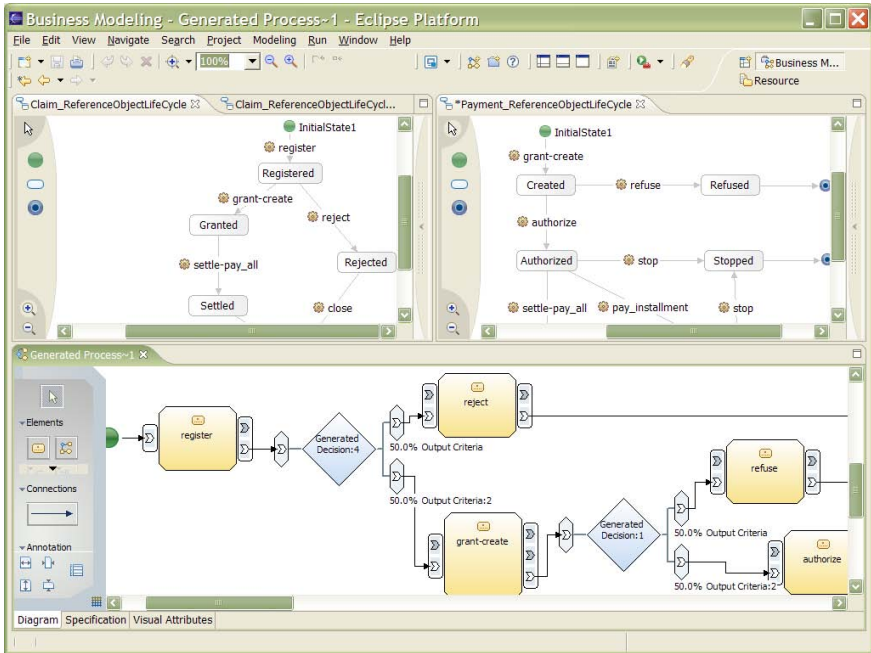 Business Modeling - Generated Process~1 - Eclipse Platform
File Edit View Navigate Search Project Modeling Run Window Help
100%
Business M...
Resource
Claim_ReferenceObjectLifeCycle
Claim_ReferenceObjectLifeCycl...
InitialState1
register
Registered
grant-create
reject
Granted
settle-pay_all
Rejected
Settled
close
*Payment_ReferenceObjectLifeCycle
InitialState1
grant-create
Created
refuse
Refused
authorize
Authorized
stop
Stopped
settle-pay_all
pay_installment
stop
Generated Process~1
Elements
Connections
Annotation
register
Generated
Decision:4
reject
50.0% Output Criteria
50.0% Output Criteria:2
grant-create
Generated
Decision:1
refuse
50.0% Output Criteria
authorize
50.0% Output Criteria:2
Diagram Specification Visual Attributes